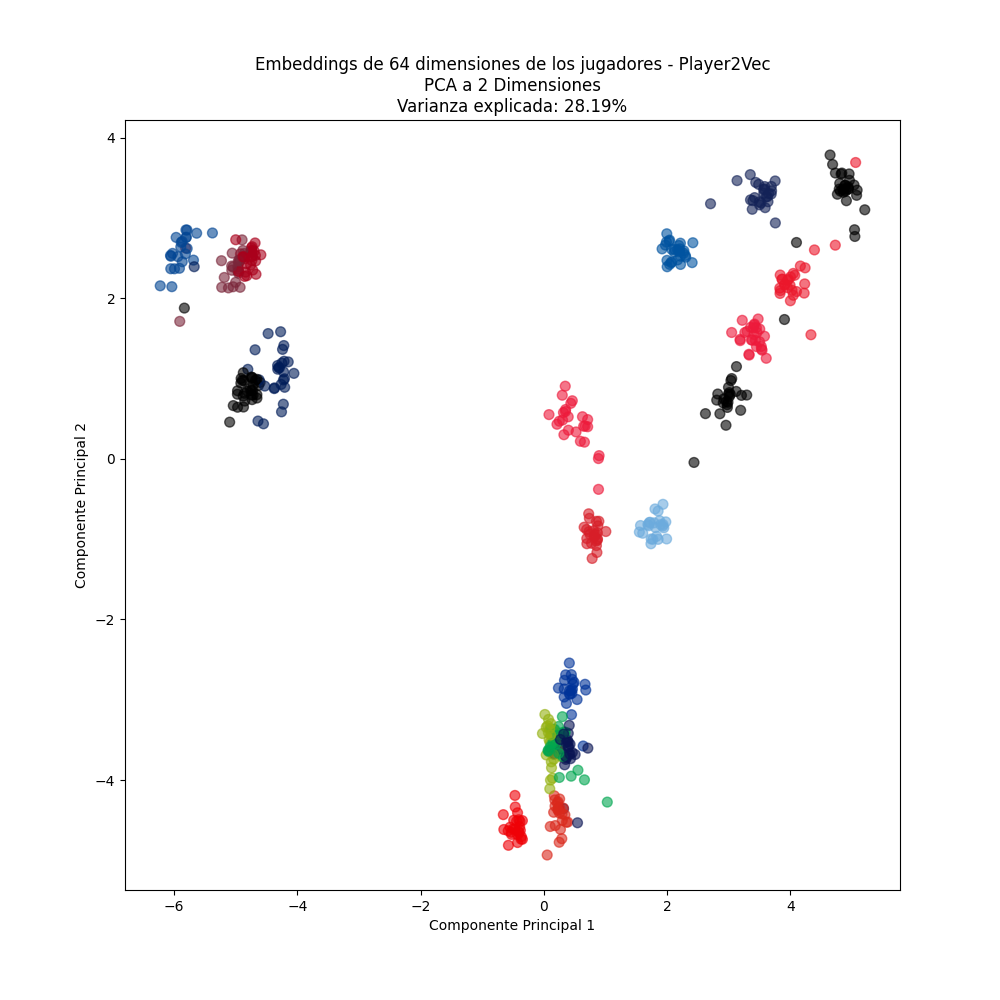 Embeddings de 64 dimensiones de los jugadores - Player2Vec
PCA a 2 Dimensiones
Varianza explicada: 28.19%
4
2
0
−2
−4
Componente Principal 2
−6
−4
−2
0
2
4
Componente Principal 1